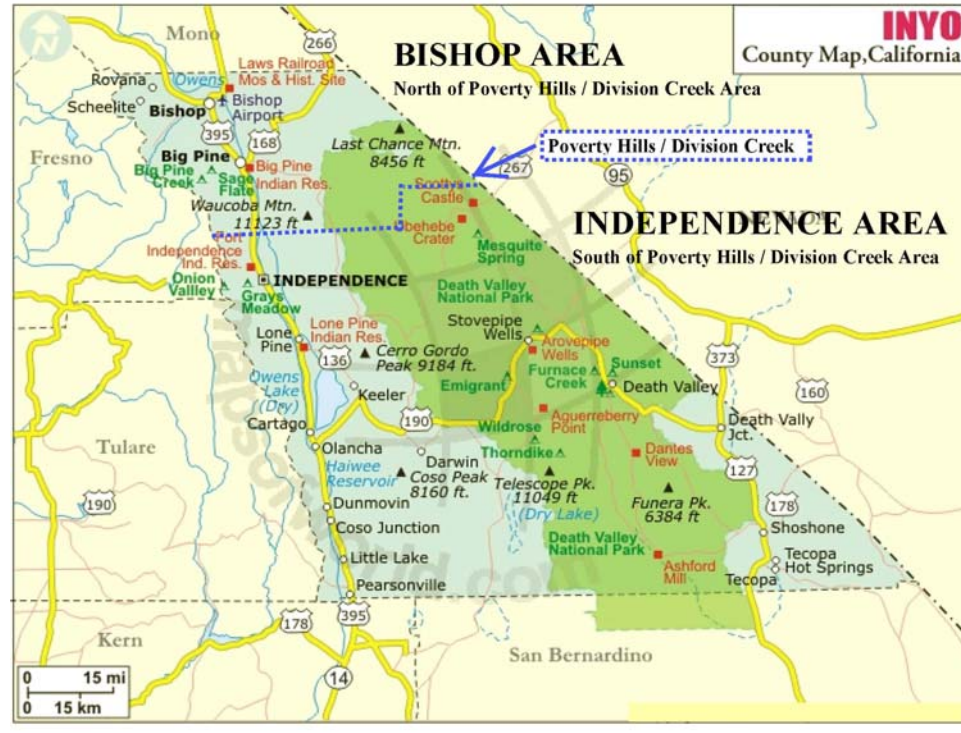 INYO
County Map,California
Mono
266
BISHOP AREA
North of Poverty Hills / Division Creek Area
Laws Railroad
Mos & Hist. Site
Rovana
Owens
Scheelite
Bishop
Bishop
Airport
395
168
Last Chance Mtn.
8456 ft
Poverty Hills / Division Creek
267
95
Fresno
Big Pine
Big Pine
Creek
Sage
Flate
Big Pine
Indian Res.
Waucoba Mtn.
11123 ft
Scottys
Castle
Ubehebe
Crater
INDEPENDENCE AREA
South of Poverty Hills / Division Creek Area
Mesquite
Spring
Fort
Independence
Ind. Res.
Onion
Vallley
INDEPENDENCE
Grays
Meadow
Death Valley
National Park
Stovepipe
Wells
Lone
Pine
Lone Pine
Indian Res.
136
Cerro Gordo
Peak 9184 ft.
Arovepipe
Wells
Furnace
Creek
Sunset
373
Owens
Lake
(Dry)
Keeler
Emigrant
Death Valley
160
Cartago
190
Aguerreberry
Point
Death Vally
Jct.
Tulare
Olancha
Wildrose
Thorndike
Dantes
View
127
Haiwee
Reservoir
Darwin
Coso Peak
8160 ft.
Telescope Pk.
11049 ft
(Dry Lake)
Funera Pk.
6384 ft
178
190
Dunmovin
Coso Junction
Shoshone
Death Valley
National Park
Ashford
Mill
Little Lake
Tecopa
Hot Springs
Tecopa
Pearsonville
395
178
Kern
San Bernardino
14
0 15 mi
0 15 km